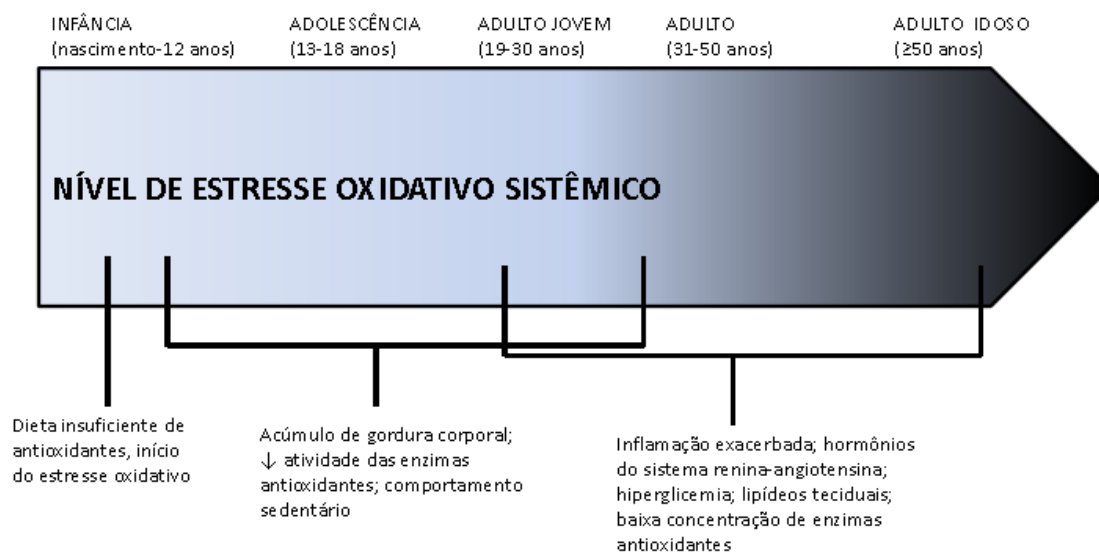 INFÂNCIA
(nascimento-12 anos)
ADOLESCÊNCIA
(13-18 anos)
ADULTO JOVEM
(19-30 anos)
ADULTO
(31-50 anos)
ADULTO IDOSO
(≥50 anos)
NÍVEL DE ESTRESSE OXIDATIVO SISTÊMICO
Dieta insuficiente de
antioxidantes, início
do estresse oxidativo
Acúmulo de gordura corporal;
↓ atividade das enzimas
antioxidantes; comportamento
sedentário
Inflamação exacerbada; hormônios
do sistema renina-angiotensina;
hiperglicemia; lipídeos teciduais;
baixa concentração de enzimas
antioxidantes